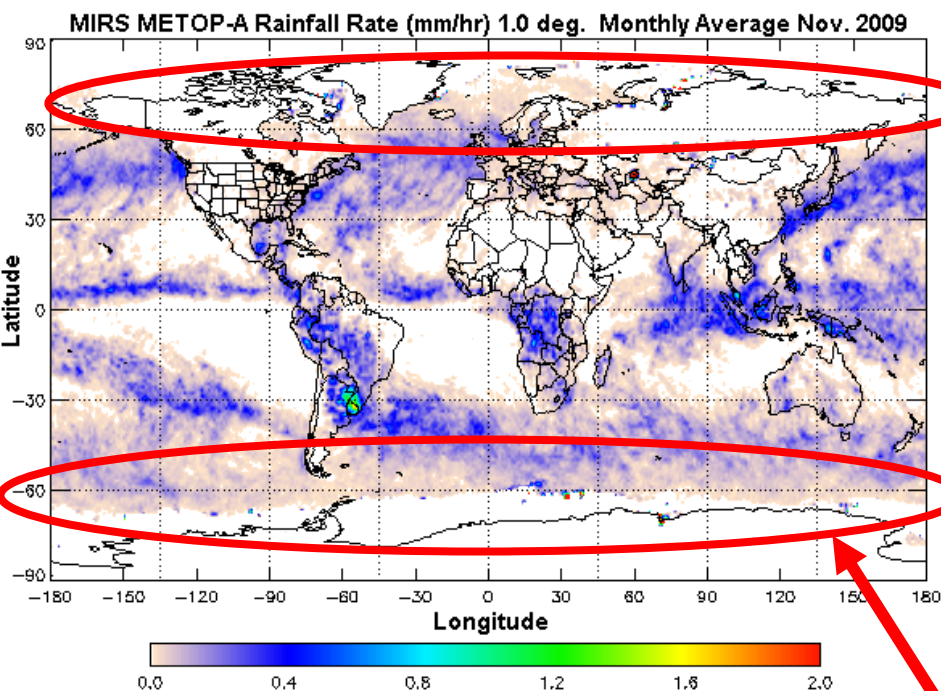 MIRS METOP-A Rainfall Rate (mm/hr) 1.0 deg. Monthly Average Nov. 2009
90
60
30
0
−30
−60
−90
Latitude
−180 −150 −120 −90 −60 −30 0 30 60 90 120 150 180
Longitude
0.0 0.4 0.8 1.2 1.6 2.0